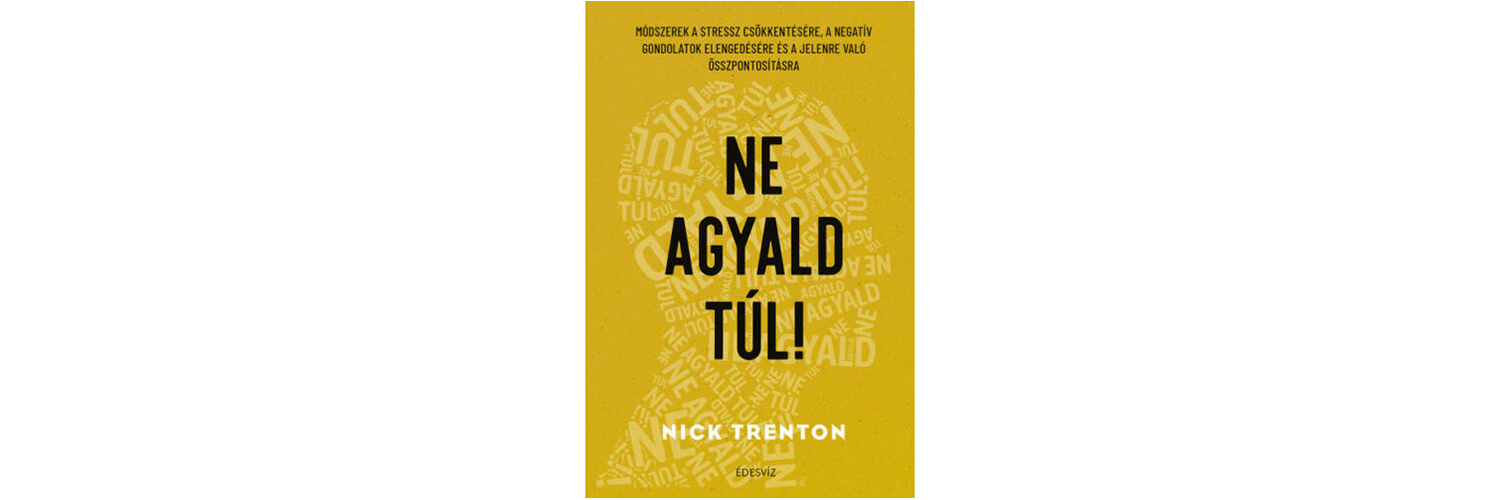 MÓDSZEREK A STRESSZ CSÖKKENTÉSÉRE, A NEGATÍV
GONDOLATOK ELENGEDÉSÉRE ÉS A JELENRE VALÓ
ÖSSZPONTOSÍTÁSRA
NE
AGYALD
TÚL!
NICK TRENTON
ÉDESVÍZ